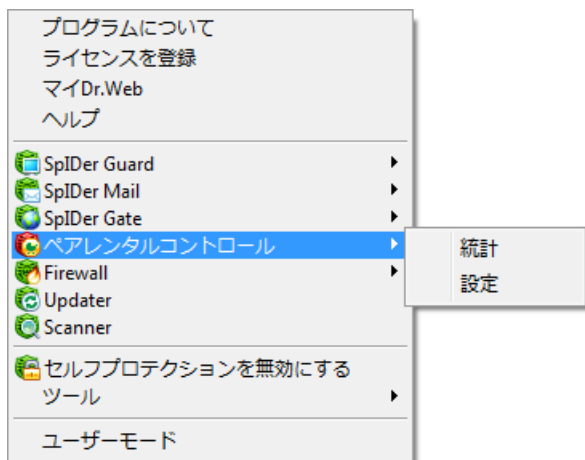 プログラムについて
ライセンスを登録
マイDr.Web
ヘルプ
SpIDer Guard
SpIDer Mail
SpIDer Gate
ペアレンタルコントロール
統計
設定
Firewall
Updater
Scanner
セルフプロテクションを無効にする
ツール
ユーザーモード